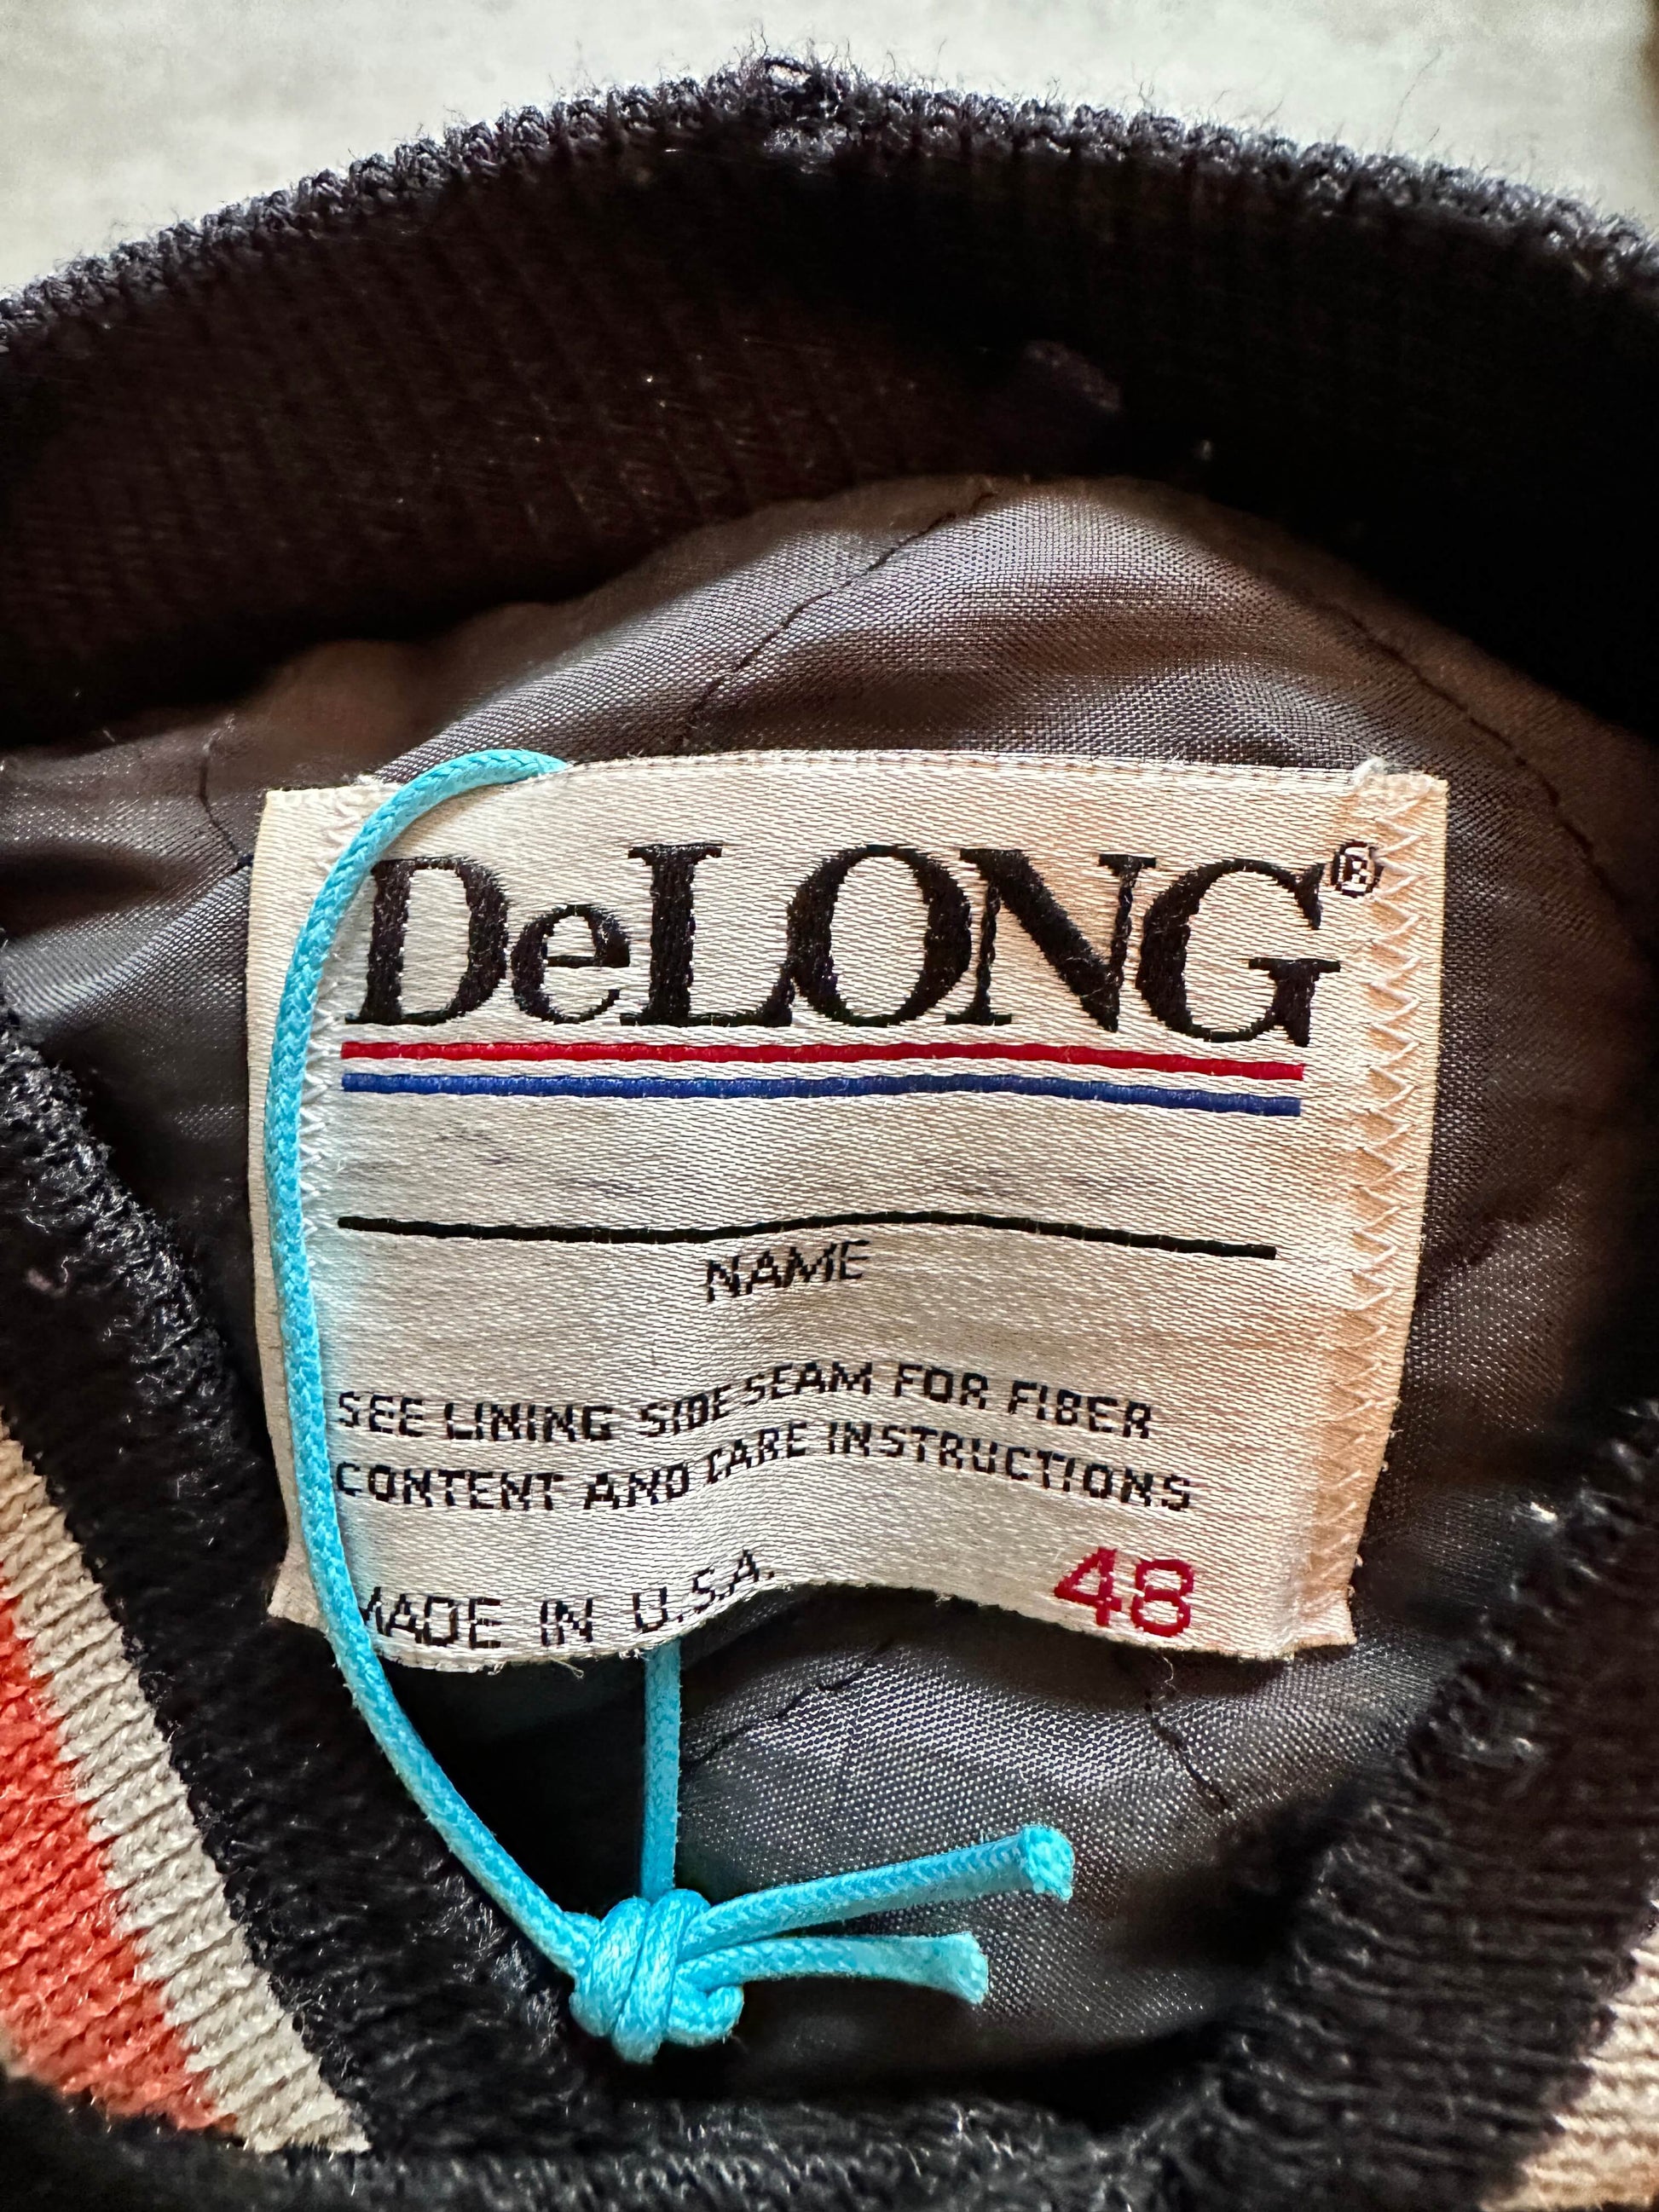 DeLONG®
NAME
SEE LINING SIDE SEAM FOR FIBER
CONTENT AND CARE INSTRUCTIONS
MADE IN U.S.A. 48